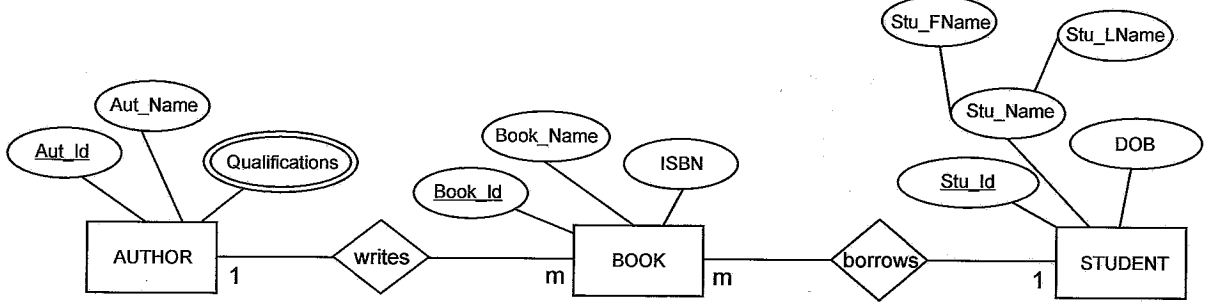 Stu_FName
Stu_LName
Aut_Name
Stu_Name
Aut_Id
Qualifications
Book_Name
ISBN
DOB
Book_Id
Stu_Id
AUTHOR
1
writes
m
BOOK
m
borrows
1
STUDENT